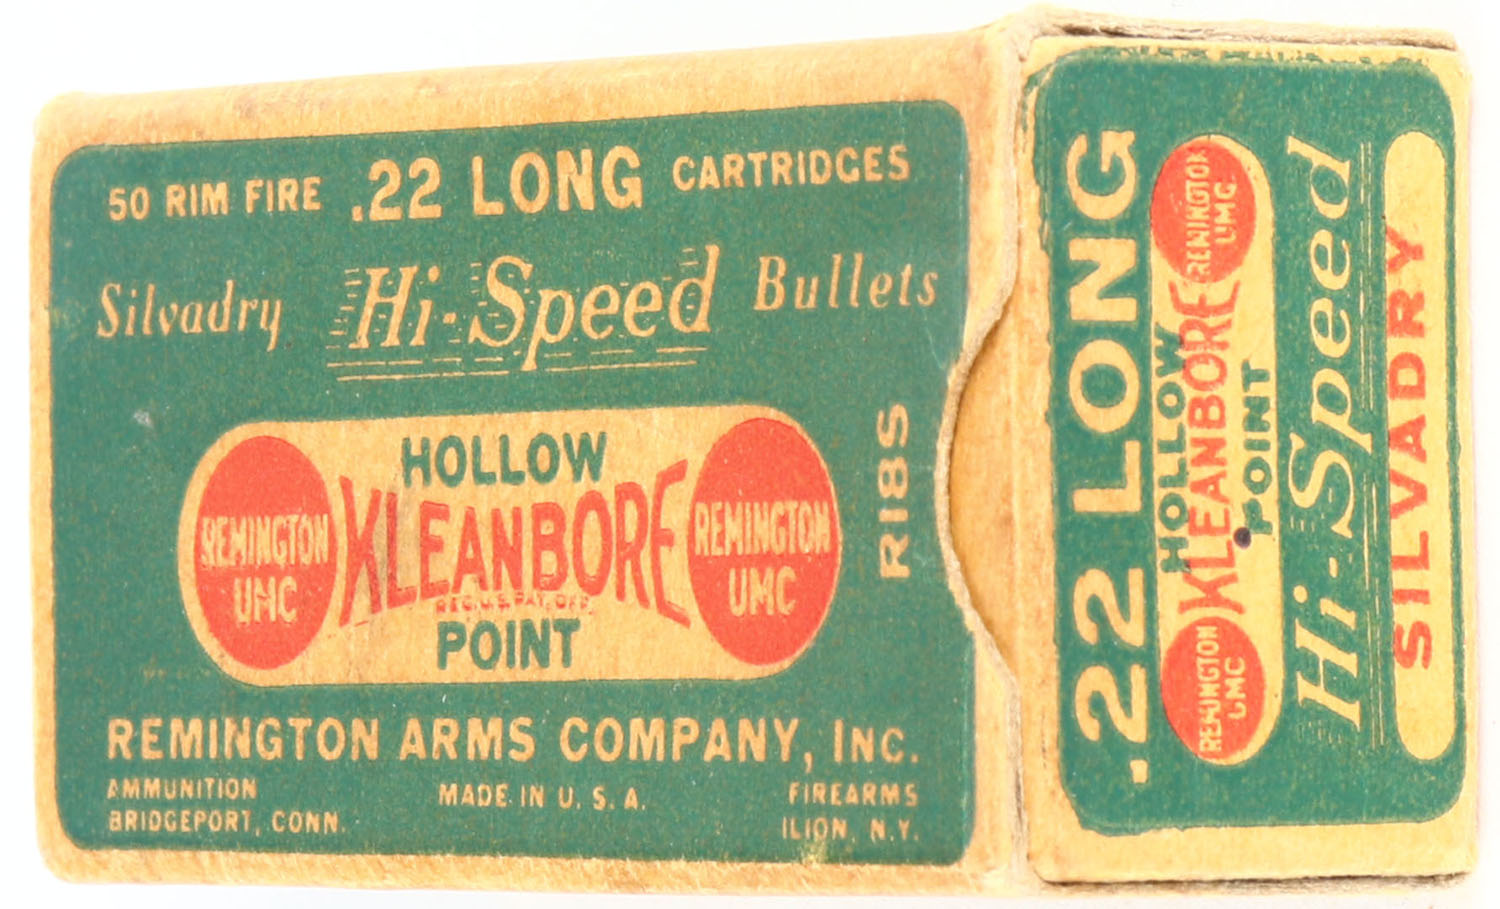 50 RIM FIRE .22 LONG CARTRIDGES
Silvadry Hi-Speed Bullets
HOLLOW
KLEANBORE
REG. U.S. PAT. OFF.
POINT
REMINGTON
UMC
REMINGTON
UMC
R18S
REMINGTON ARMS COMPANY, INC.
AMMUNITION MADE IN U.S.A. FIREARMS
BRIDGEPORT, CONN. ILION, N.Y.
.22 LONG
HOLLOW
REMINGTON
UMC
KLEANBORE
REMINGTON
UMC
POINT
Hi-Speed
SILVADRY